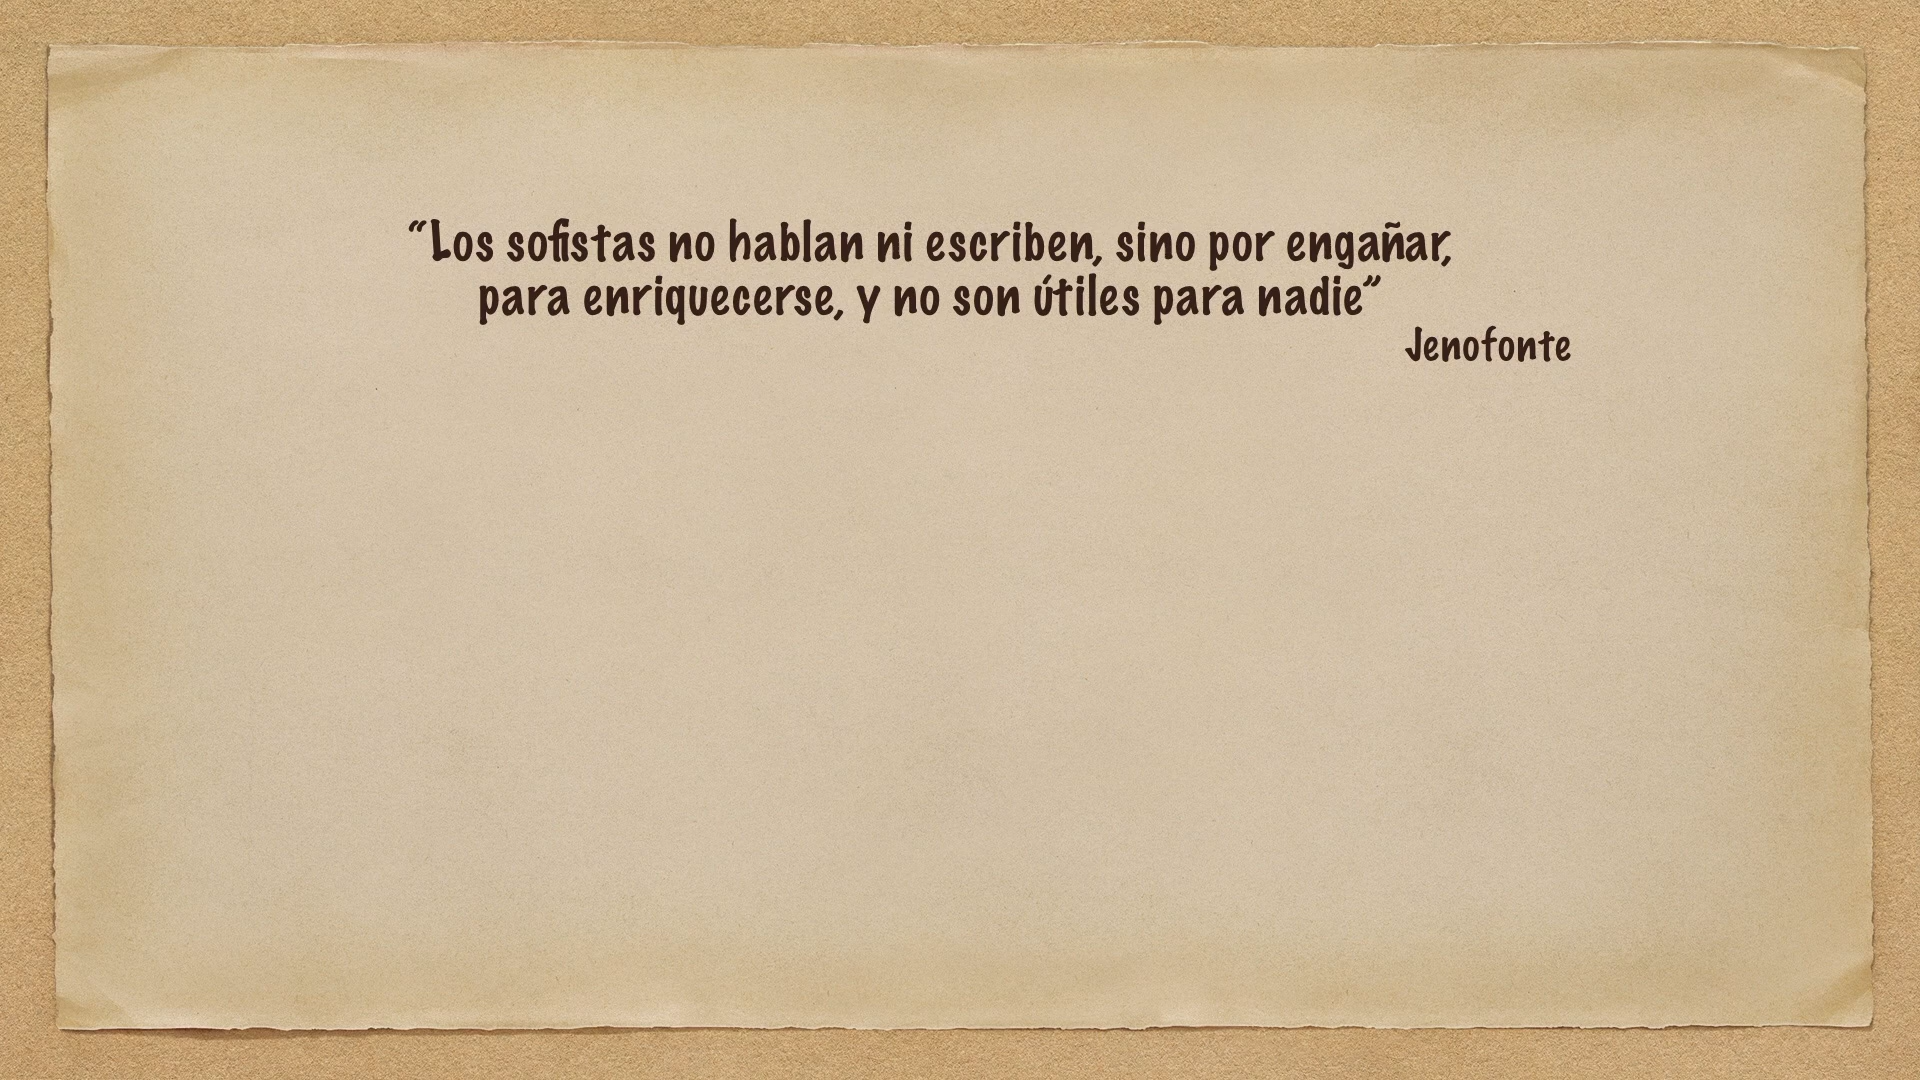 “Los sofistas no hablan ni escriben, sino por engañar,
para enriquecerse, y no son útiles para nadie”
Jenofonte